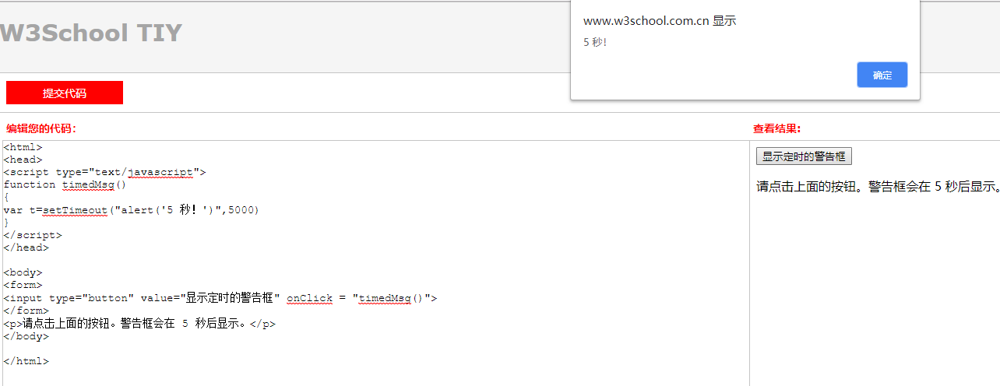 W3School TIY
www.w3school.com.cn 显示
5 秒!
确定
提交代码
编辑您的代码:
<html>
<head>
<script type="text/javascript">
function timedMsg()
{
var t=setTimeout("alert('5 秒! ')",5000)
}
</script>
</head>
<body>
<form>
<input type="button" value="显示定时的警告框" onClick = "timedMsg()">
</form>
<p>请点击上面的按钮。警告框会在 5 秒后显示。</p>
</body>
</html>
查看结果:
显示定时的警告框
请点击上面的按钮。警告框会在 5 秒后显示。